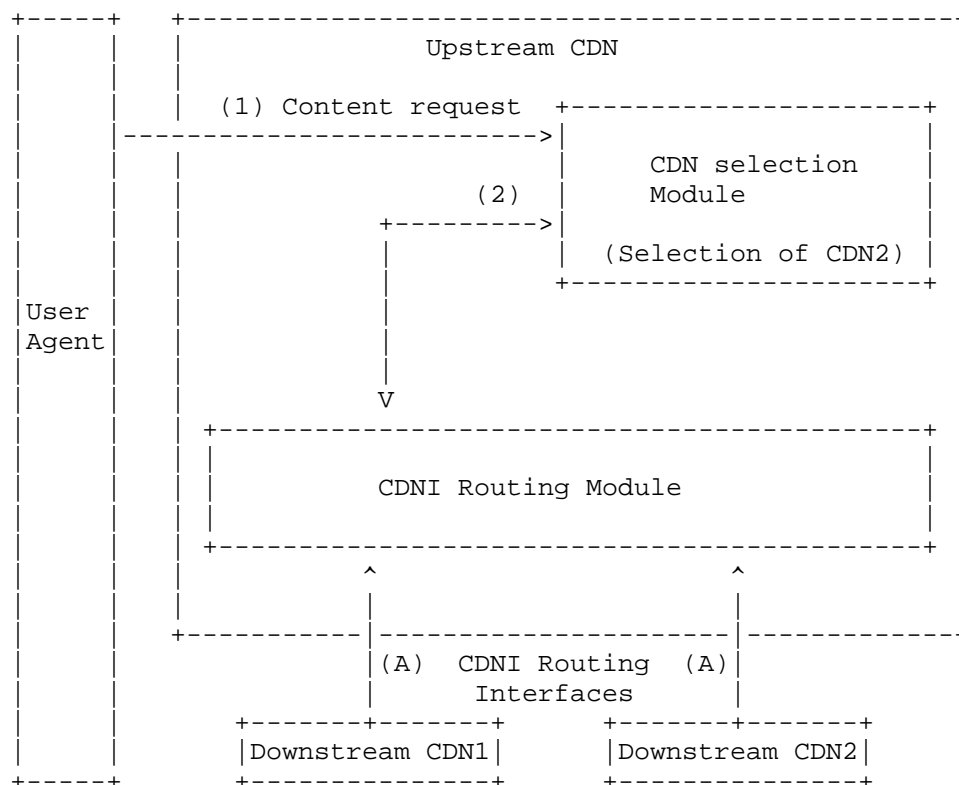 Upstream CDN
(1) Content request
CDN selection
(2) Module
(Selection of CDN2)
User
Agent
V
CDNI Routing Module
(A) CDNI Routing (A)
Interfaces
Downstream CDN1 Downstream CDN2